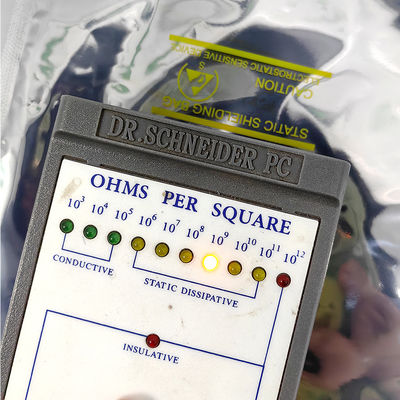 CAUTION
ELECTROSTATIC SENSITIVE DEVICE
S
STATIC SHIELDING BAG
DR.SCHNEIDER PC
OHMS PER SQUARE
10³ 10⁴ 10⁵ 10⁶ 10⁷ 10⁸ 10⁹ 10¹⁰ 10¹¹ 10¹²
CONDUCTIVE
STATIC DISSIPATIVE
INSULATIVE